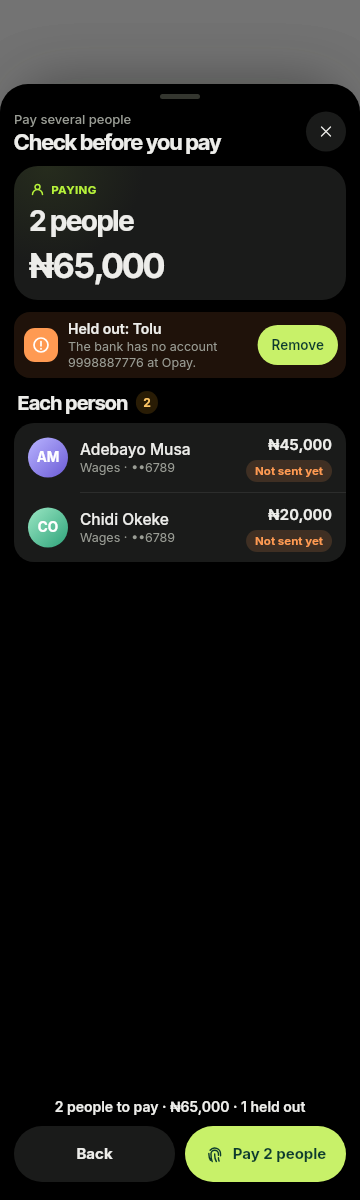 Pay several people
Check before you pay
PAYING
2 people
₦65,000
Held out: Tolu
The bank has no account
9998887776 at Opay.
Remove
Each person
2
AM
Adebayo Musa
Wages · ••6789
₦45,000
Not sent yet
CO
Chidi Okeke
Wages · ••6789
₦20,000
Not sent yet
2 people to pay · ₦65,000 · 1 held out
Back
Pay 2 people